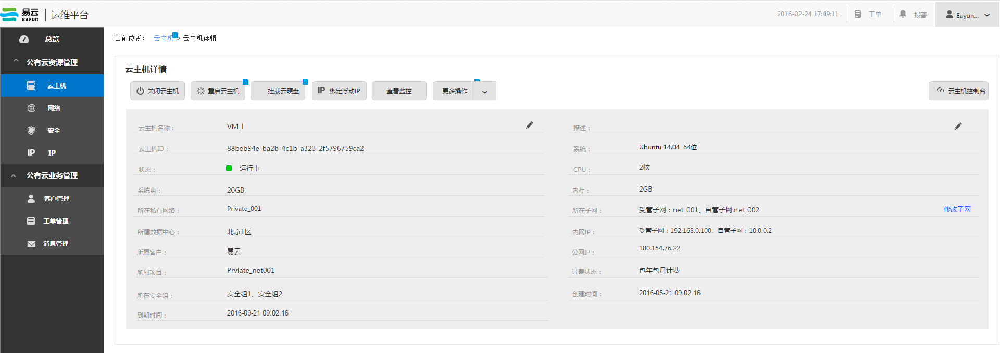 易云 eayun 运维平台 2016-02-24 17:49:11 工单 报警 Eayun...
总览
公有云资源管理
云主机
网络
安全
IP IP
公有云业务管理
客户管理
工单管理
消息管理
当前位置： 云主机 > 云主机详情
云主机详情
关闭云主机 重启云主机 挂载云硬盘 IP 绑定浮动IP 查看监控 更多操作 云主机控制台
云主机名称： VM_I 描述：
云主机ID： 88beb94e-ba2b-4c1b-a323-2f5796759ca2 系统： Ubuntu 14.04 64位
状态： 运行中 CPU： 2核
系统盘： 20GB 内存： 2GB
所在私有网络： Private_001 所在子网： 受管子网：net_001、自管子网:net_002 修改子网
所属数据中心： 北京1区 内网IP： 受管子网：192.168.0.100、自管子网：10.0.0.2
所属客户： 易云 公网IP： 180.154.76.22
所属项目： Prviate_net001 计费状态： 包年包月计费
所在安全组： 安全组1、安全组2 创建时间： 2016-05-21 09:02:16
到期时间： 2016-09-21 09:02:16